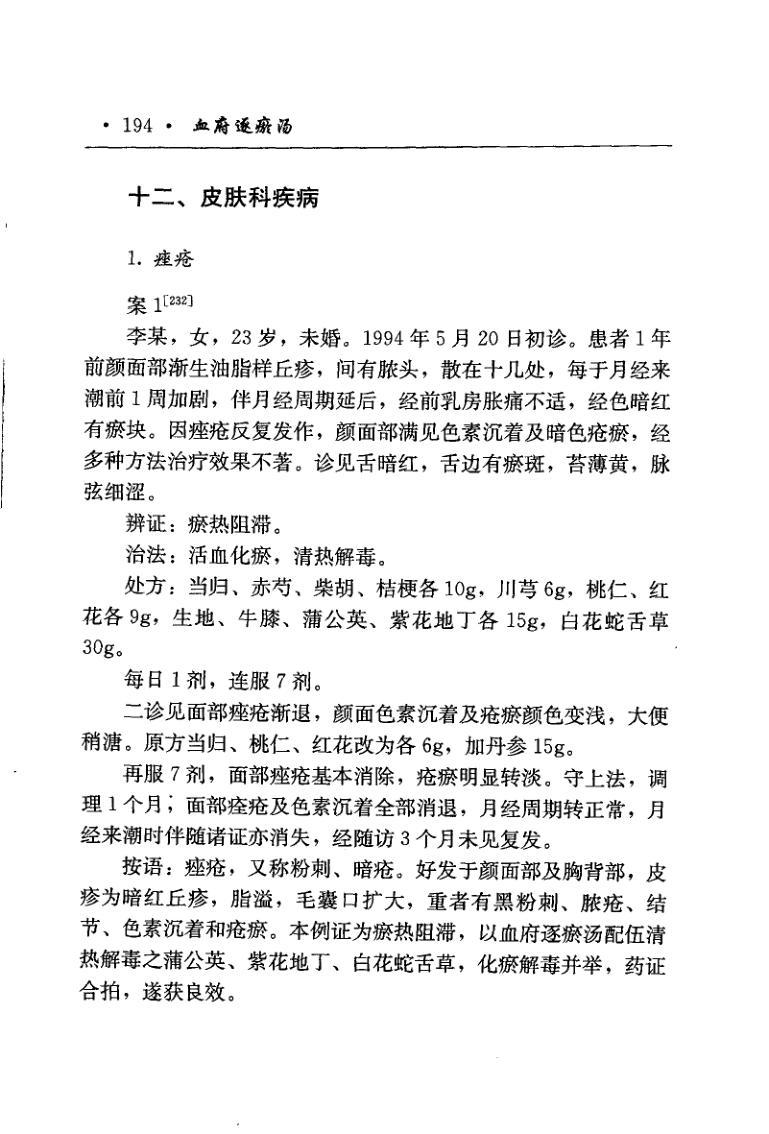 · 194 · 血府逐瘀汤
十二、皮肤科疾病
1. 痤疮
案 1[232]
李某，女，23 岁，未婚。1994 年 5 月 20 日初诊。患者 1 年
前颜面部渐生油脂样丘疹，间有脓头，散在十几处，每于月经来
潮前 1 周加剧，伴月经周期延后，经前乳房胀痛不适，经色暗红
有瘀块。因痤疮反复发作，颜面部满见色素沉着及暗色疮瘀，经
多种方法治疗效果不著。诊见舌暗红，舌边有瘀斑，苔薄黄，脉
弦细涩。
辨证：瘀热阻滞。
治法：活血化瘀，清热解毒。
处方：当归、赤芍、柴胡、桔梗各 10g，川芎 6g，桃仁、红
花各 9g，生地、牛膝、蒲公英、紫花地丁各 15g，白花蛇舌草
30g。
每日 1 剂，连服 7 剂。
二诊见面部痤疮渐退，颜面色素沉着及疮瘀颜色变浅，大便
稍溏。原方当归、桃仁、红花改为各 6g，加丹参 15g。
再服 7 剂，面部痤疮基本消除，疮瘀明显转淡。守上法，调
理 1 个月；面部痊疮及色素沉着全部消退，月经周期转正常，月
经来潮时伴随诸证亦消失，经随访 3 个月未见复发。
按语：痤疮，又称粉刺、暗疮。好发于颜面部及胸背部，皮
疹为暗红丘疹，脂溢，毛囊口扩大，重者有黑粉刺、脓疮、结
节、色素沉着和疮瘀。本例证为瘀热阻滞，以血府逐瘀汤配伍清
热解毒之蒲公英、紫花地丁、白花蛇舌草，化瘀解毒并举，药证
合拍，遂获良效。